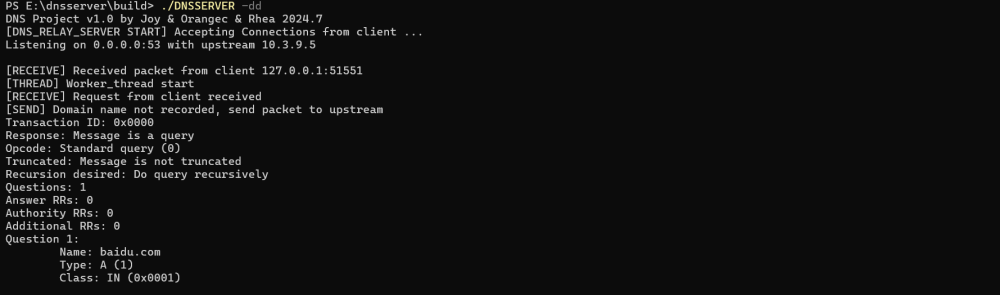 PS E:\dnsserver\build> ./DNSSERVER -dd
DNS Project v1.0 by Joy & Orangec & Rhea 2024.7
[DNS_RELAY_SERVER START] Accepting Connections from client ...
Listening on 0.0.0.0:53 with upstream 10.3.9.5
[RECEIVE] Received packet from client 127.0.0.1:51551
[THREAD] Worker_thread start
[RECEIVE] Request from client received
[SEND] Domain name not recorded, send packet to upstream
Transaction ID: 0x0000
Response: Message is a query
Opcode: Standard query (0)
Truncated: Message is not truncated
Recursion desired: Do query recursively
Questions: 1
Answer RRs: 0
Authority RRs: 0
Additional RRs: 0
Question 1:
Name: baidu.com
Type: A (1)
Class: IN (0x0001)